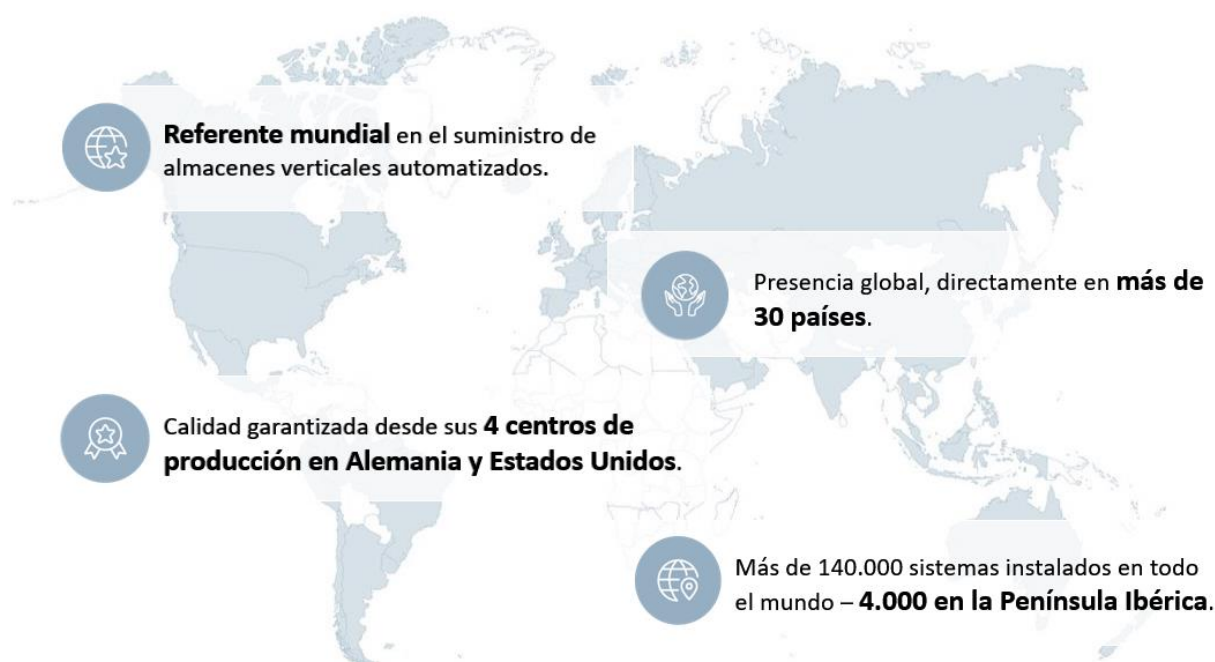 Referente mundial en el suministro de
almacenes verticales automatizados.
Presencia global, directamente en más de
30 países.
Calidad garantizada desde sus 4 centros de
producción en Alemania y Estados Unidos.
Más de 140.000 sistemas instalados en todo
el mundo – 4.000 en la Península Ibérica.